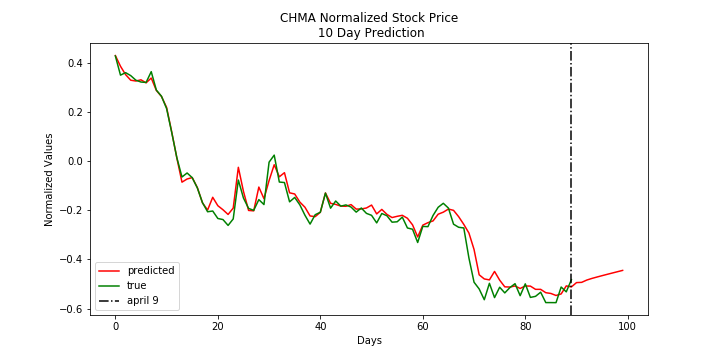 CHMA Normalized Stock Price
10 Day Prediction
Normalized Values
0.4
0.2
0.0
−0.2
−0.4
−0.6
predicted
true
april 9
0 20 40 60 80 100
Days